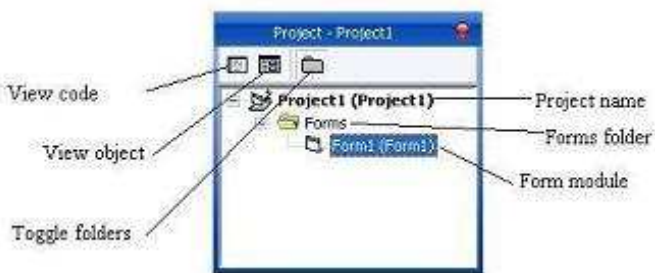 Project - Project1
View code
Project1 (Project1)
Project name
Forms
Forms folder
View object
Form1 (Form1)
Form module
Toggle folders